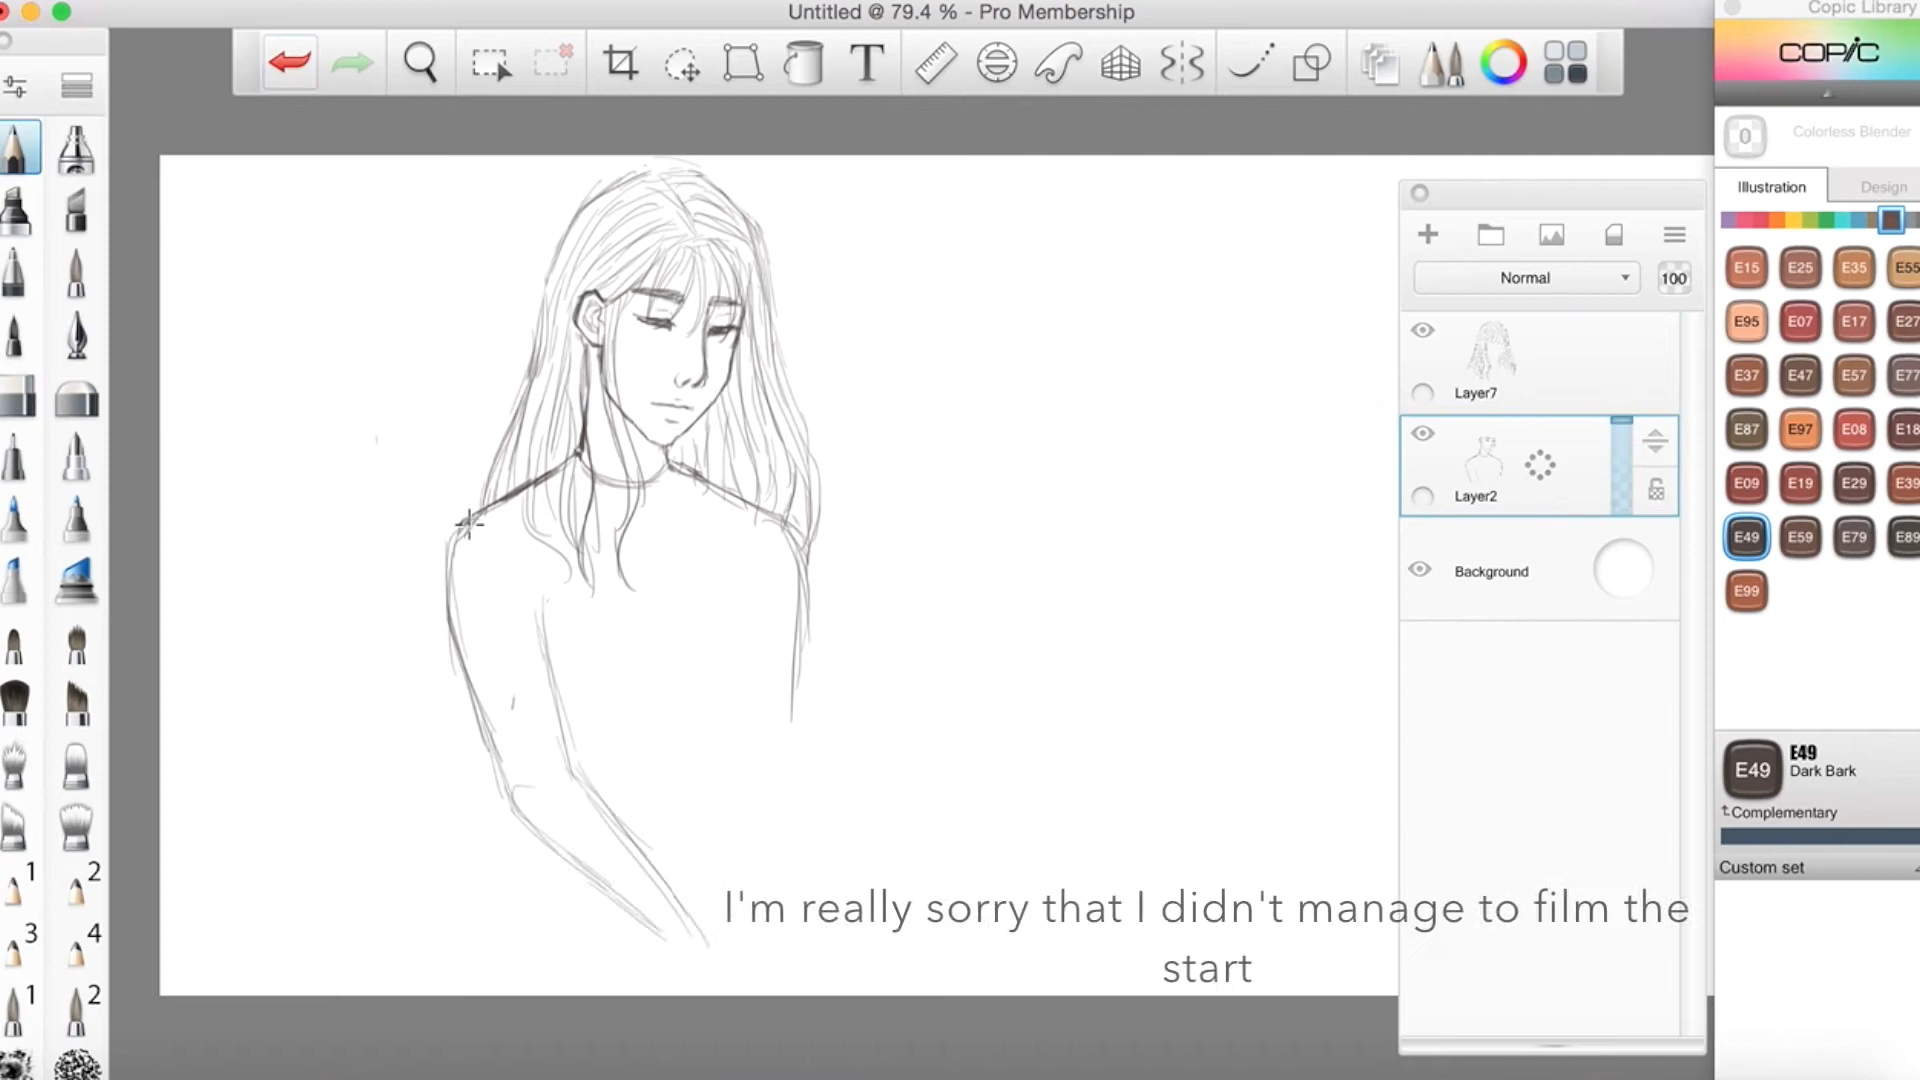 Untitled @ 79.4 % - Pro Membership
Copic Library
COPIC
T
0
Colorless Blender
Illustration
Design
Normal
100
E15 E25 E35 E55
E95 E07 E17 E27
E37 E47 E57 E77
E87 E97 E08 E18
E09 E19 E29 E39
E49 E59 E79 E89
E99
Layer7
Layer2
Background
E49
E49
Dark Bark
Complementary
Custom set
1 2
3 4
1 2
I'm really sorry that I didn't manage to film the
start